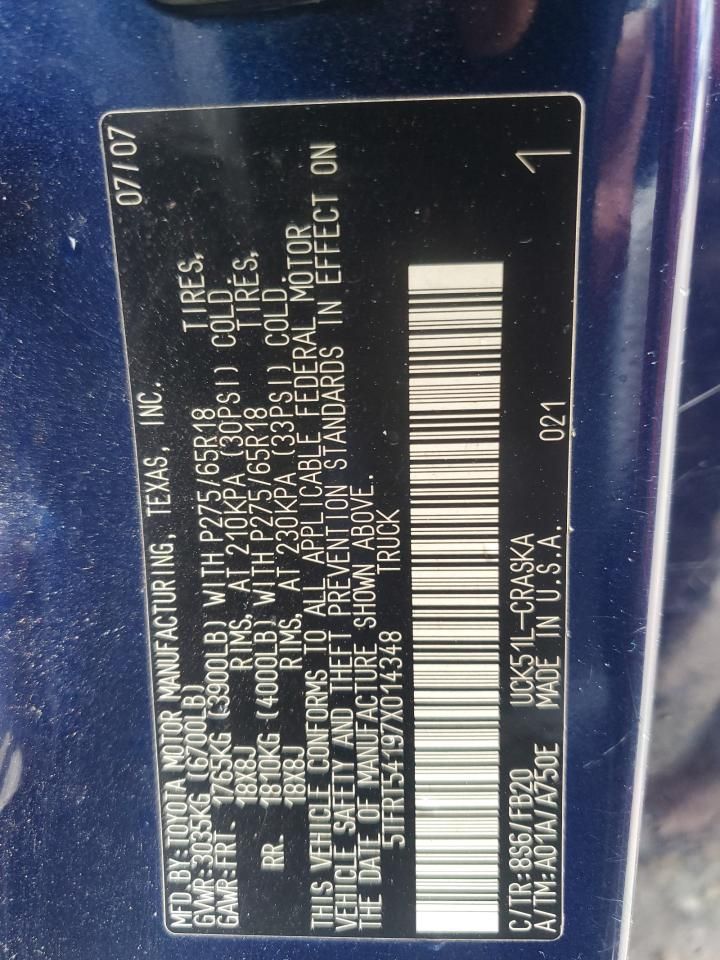 MFD.BY:TOYOTA MOTOR MANUFACTURING, TEXAS, INC. 07/07
GVWR:3035KG (6700LB)
GAWR:FRT. 1765KG (3900LB) WITH P275/65R18 TIRES,
18X8J RIMS, AT 210KPA (30PSI) COLD
RR. 1810KG (4000LB) WITH P275/65R18 TIRES,
18X8J RIMS, AT 230KPA (33PSI) COLD.
THIS VEHICLE CONFORMS TO ALL APPLICABLE FEDERAL MOTOR
VEHICLE SAFETY AND THEFT PREVENTION STANDARDS IN EFFECT ON
THE DATE OF MANUFACTURE SHOWN ABOVE.
5TFRT54197X014348 TRUCK
C/TR:8S6/FB20 UCK51L-CRASKA 021
A/TM:A01A/A750E MADE IN U.S.A. 1